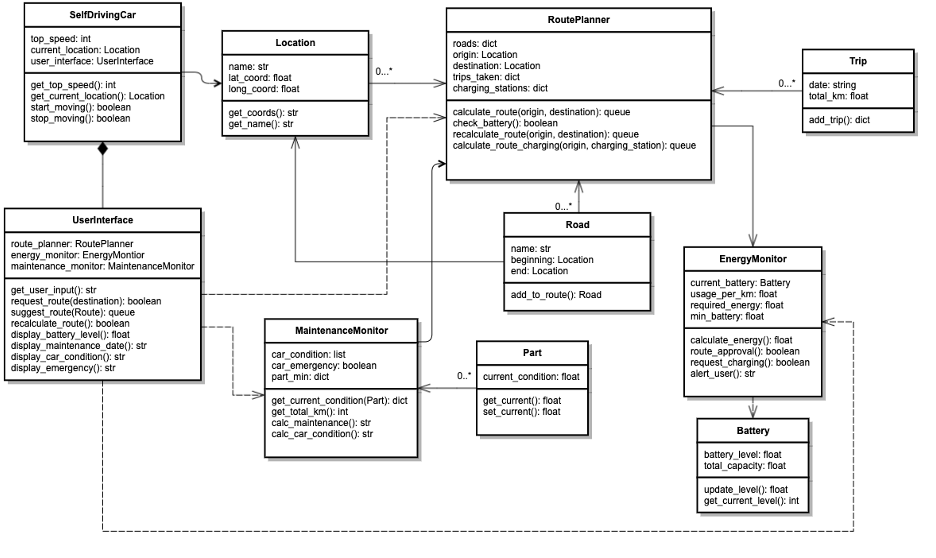 SelfDrivingCar
top_speed: int
current_location: Location
user_interface: UserInterface
get_top_speed(): int
get_current_location(): Location
start_moving(): boolean
stop_moving(): boolean
Location
name: str
lat_coord: float
long_coord: float
get_coords(): str
get_name(): str
0...*
RoutePlanner
roads: dict
origin: Location
destination: Location
trips_taken: dict
charging_stations: dict
calculate_route(origin, destination): queue
check_battery(): boolean
recalculate_route(origin, destination): queue
calculate_route_charging(origin, charging_station): queue
0...*
Trip
date: string
total_km: float
add_trip(): dict
UserInterface
route_planner: RoutePlanner
energy_monitor: EnergyMontior
maintenance_monitor: MaintenanceMonitor
get_user_input(): str
request_route(destination): boolean
suggest_route(Route): queue
recalculate_route(): boolean
display_battery_level(): float
display_maintenance_date(): str
display_car_condition(): str
display_emergency(): str
0...*
Road
name: str
beginning: Location
end: Location
add_to_route(): Road
EnergyMonitor
current_battery: Battery
usage_per_km: float
required_energy: float
min_battery: float
calculate_energy(): float
route_approval(): boolean
request_charging(): boolean
alert_user(): str
MaintenanceMonitor
car_condition: list
car_emergency: boolean
part_min: dict
get_current_condition(Part): dict
get_total_km(): int
calc_maintenance(): str
calc_car_condition(): str
0..*
Part
current_condition: float
get_current(): float
set_current(): float
Battery
battery_level: float
total_capacity: float
update_level(): float
get_current_level(): int